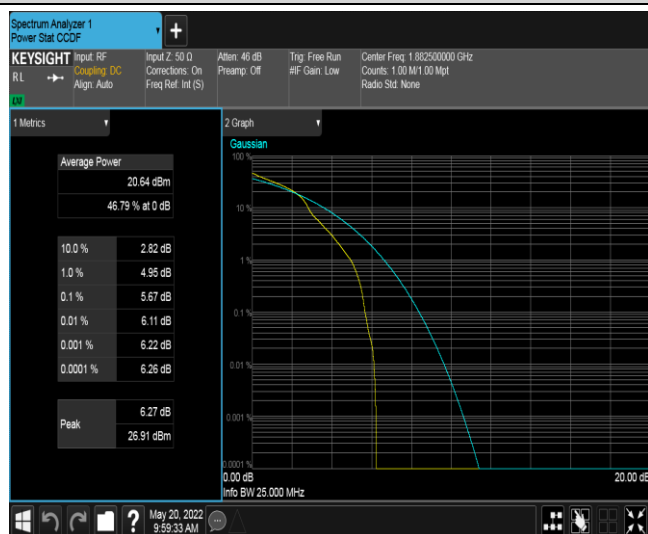 Spectrum Analyzer 1
Power Stat CCDF
+
KEYSIGHT
RL
LXI
Input: RF
Coupling: DC
Align: Auto
Input Z: 50 Ω
Corrections: On
Freq Ref: Int (S)
Atten: 46 dB
Preamp: Off
Trig: Free Run
#IF Gain: Low
Center Freq: 1.882500000 GHz
Counts: 1.00 M/1.00 Mpt
Radio Std: None
1 Metrics
Average Power
20.64 dBm
46.79 % at 0 dB
10.0 % 2.82 dB
1.0 % 4.95 dB
0.1 % 5.67 dB
0.01 % 6.11 dB
0.001 % 6.22 dB
0.0001 % 6.26 dB
Peak
6.27 dB
26.91 dBm
2 Graph
Gaussian
100 %
10 %
1 %
0.1 %
0.01 %
0.001 %
0.0001 %
0.00 dB
20.00 dB
Info BW 25.000 MHz
?
May 20, 2022
9:59:33 AM